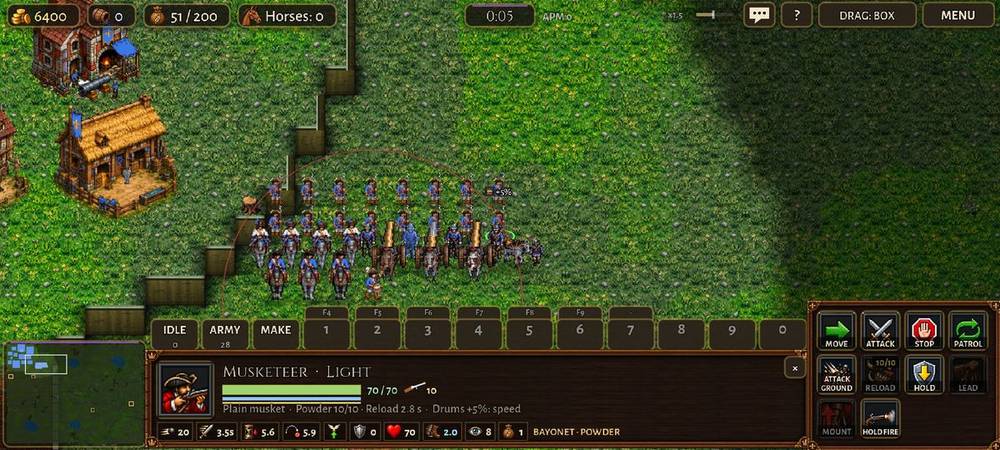 6400
0
51 / 200
Horses: 0
0:05
APM 0
x1.5
?
DRAG: BOX
MENU
+5%
F4 F5 F6 F7 F8 F9
IDLE ARMY MAKE 1 2 3 4 5 6 7 8 9 0
0 28
MUSKETEER · LIGHT
70/70 10
Plain musket · Powder 10/10 · Reload 2.8 s · Drums +5%: speed
20 3.5s 5.6 5.9 0 70 2.0 8 1 BAYONET · POWDER
×
MOVE ATTACK STOP PATROL
10/10
ATTACK GROUND RELOAD HOLD LEAD
MOUNT HOLD FIRE